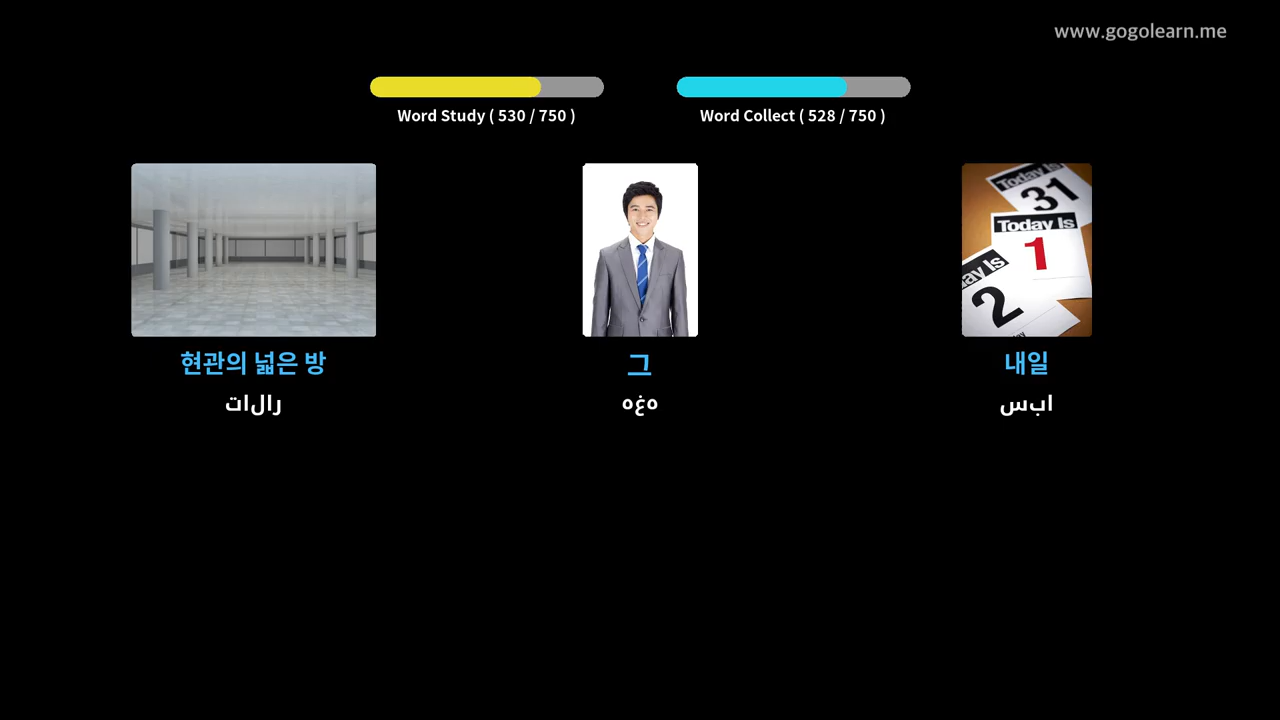 www.gogolearn.me
Word Study ( 530 / 750 )
Word Collect ( 528 / 750 )
Today Is
31
Today Is
1
ay Is
2
현관의 넓은 방
그
내일
رالات
هغه
ابس